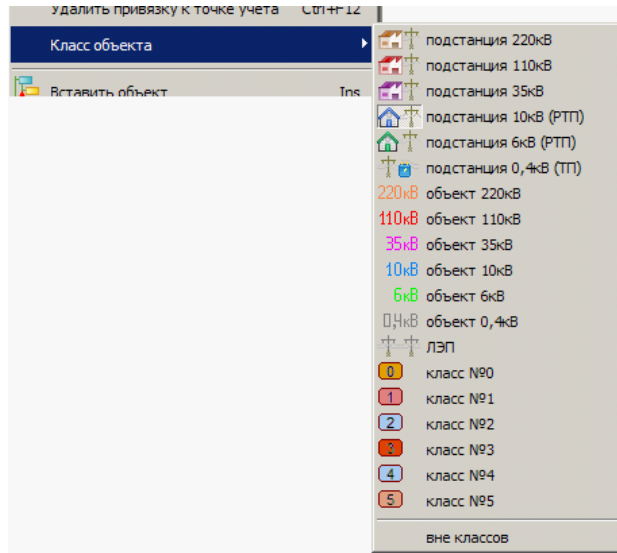 Удалить привязку к точке учета Ctrl+F12
Класс объекта
Вставить объект Ins
подстанция 220кВ
подстанция 110кВ
подстанция 35кВ
подстанция 10кВ (РТП)
подстанция 6кВ (РТП)
подстанция 0,4кВ (ТП)
220кВ объект 220кВ
110кВ объект 110кВ
35кВ объект 35кВ
10кВ объект 10кВ
6кВ объект 6кВ
0,4кВ объект 0,4кВ
ЛЭП
0 класс №0
1 класс №1
2 класс №2
3 класс №3
4 класс №4
5 класс №5
вне классов